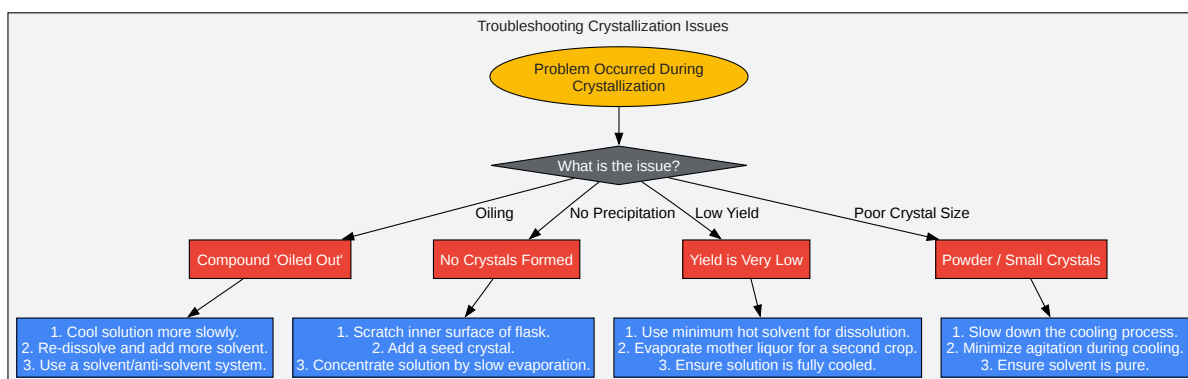 Troubleshooting Crystallization Issues
Problem Occurred During
Crystallization
What is the issue?
Oiling
No Precipitation
Low Yield
Poor Crystal Size
Compound 'Oiled Out'
No Crystals Formed
Yield is Very Low
Powder / Small Crystals
1. Cool solution more slowly.
2. Re-dissolve and add more solvent.
3. Use a solvent/anti-solvent system.
1. Scratch inner surface of flask.
2. Add a seed crystal.
3. Concentrate solution by slow evaporation.
1. Use minimum hot solvent for dissolution.
2. Evaporate mother liquor for a second crop.
3. Ensure solution is fully cooled.
1. Slow down the cooling process.
2. Minimize agitation during cooling.
3. Ensure solvent is pure.